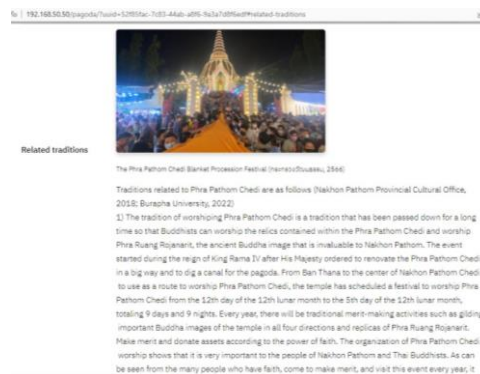 192.168.50.50/pagoda/?uuid=52f85fac-7c93-44ab-a8f6-9a3a7d8f6edf#related-traditions
Related traditions
The Phra Pathom Chedi Blanket Procession Festival 2566)
Traditions related to Phra Pathom Chedi are as follows (Nakhon Pathom Provincial Cultural Office,
2018; Burapha University, 2022)
1) The tradition of worshiping Phra Pathom Chedi is a tradition that has been passed down for a long
time so that Buddhists can worship the relics contained within the Phra Pathom Chedi and worship
Phra Ruang Rojanarit, the ancient Buddha image that is invaluable to Nakhon Pathom. The event
started during the reign of King Rama IV after His Majesty ordered to renovate the Phra Pathom Chedi
in a big way and to dig a canal for the pagoda. From Ban Thana to the center of Nakhon Pathom Chedi
to use as a route to worship Phra Pathom Chedi, the temple has scheduled a festival to worship Phra
Pathom Chedi from the 12th day of the 12th lunar month to the 5th day of the 12th lunar month,
totaling 9 days and 9 nights. Every year, there will be traditional merit-making activities such as gilding
important Buddha images of the temple in all four directions and replicas of Phra Ruang Rojanerit.
Make merit and donate assets according to the power of faith. The organization of Phra Pathom Chedi
worship shows that it is very important to the people of Nakhon Pathom and Thai Buddhists. As can
be seen from the many people who have faith, come to make merit, and visit this event every year, it